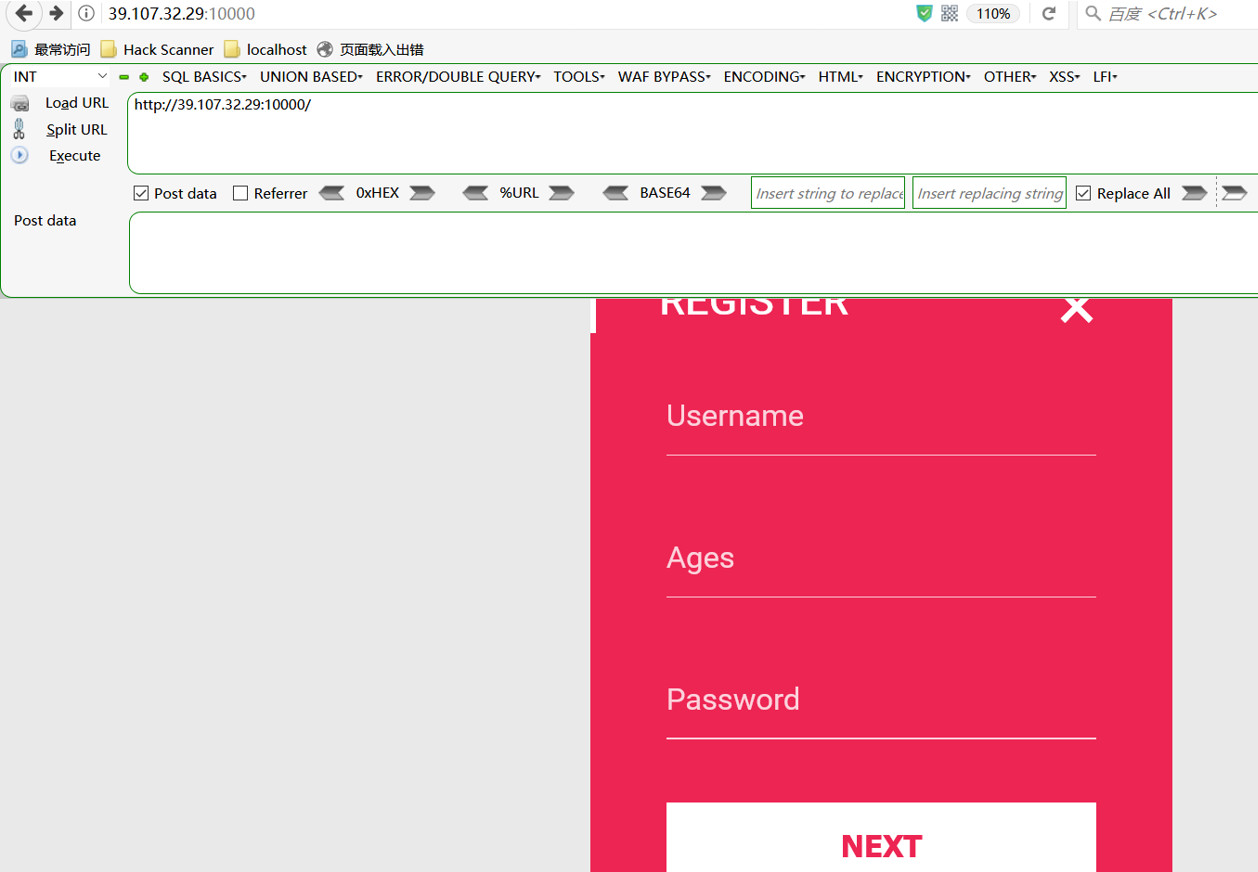 39.107.32.29:10000 110% 百度 <Ctrl+K>
最常访问 Hack Scanner localhost 页面载入出错
INT SQL BASICS UNION BASED ERROR/DOUBLE QUERY TOOLS WAF BYPASS ENCODING HTML ENCRYPTION OTHER XSS LFI
Load URL http://39.107.32.29:10000/
Split URL
Execute
Post data Referrer 0xHEX %URL BASE64 Insert string to replace Insert replacing string Replace All
Post data
REGISTER
Username
Ages
Password
NEXT